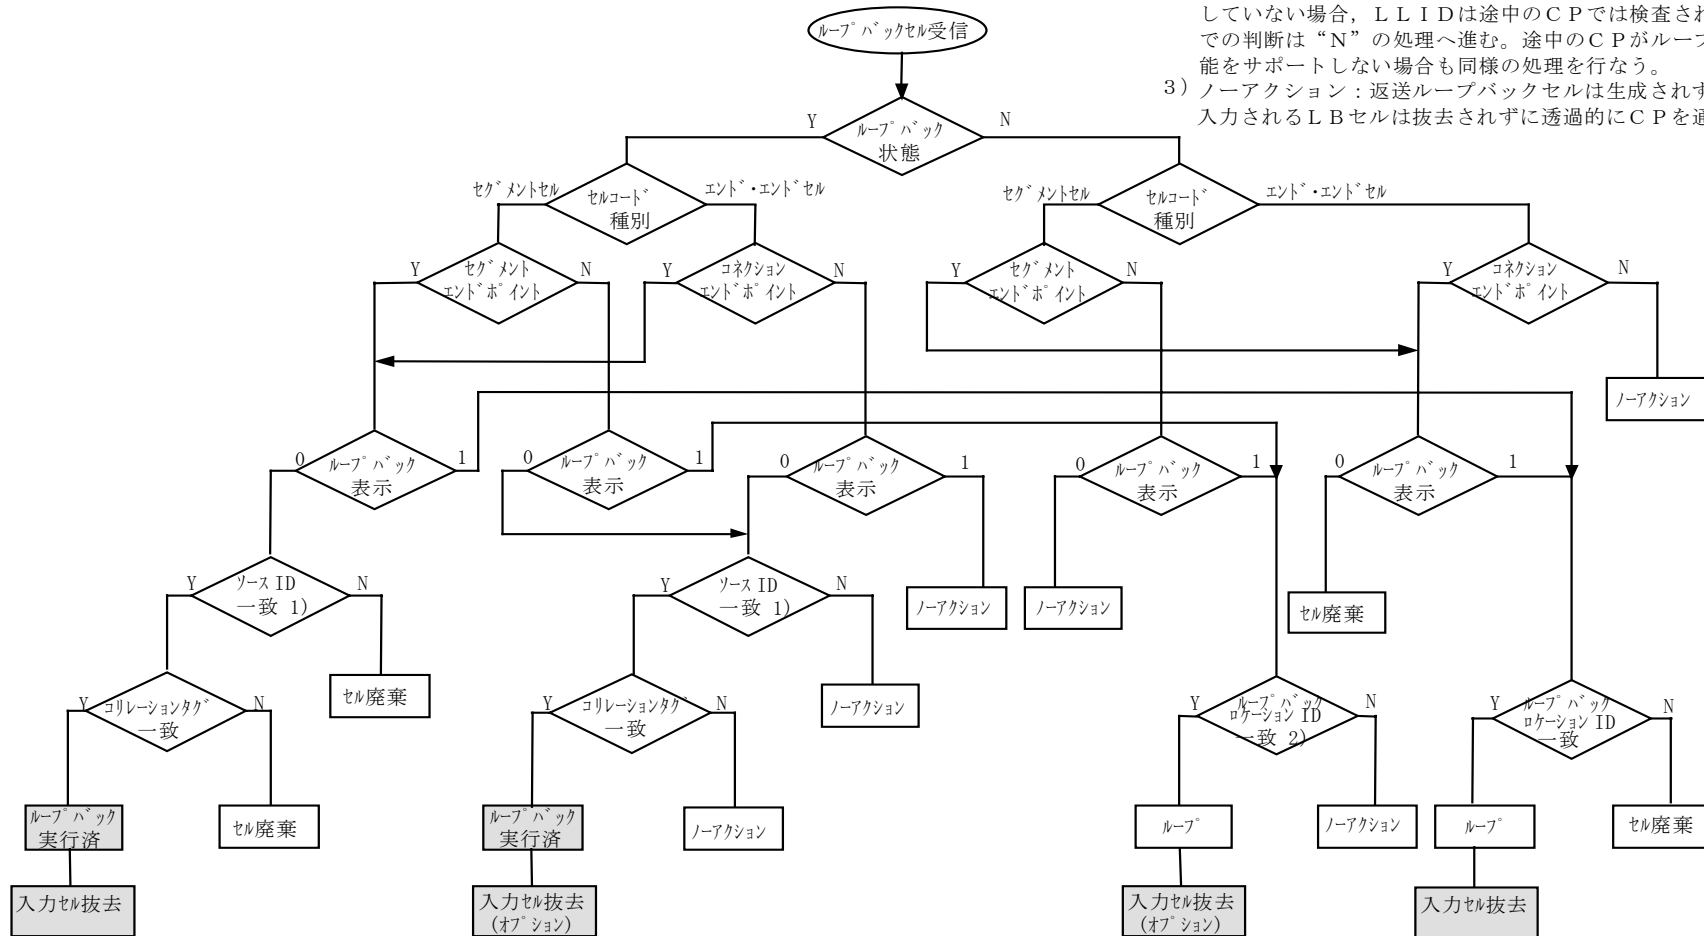 していない場合，ＬＬＩＤは途中のＣＰでは検査され
での判断は“Ｎ”の処理へ進む。途中のＣＰがループ
能をサポートしない場合も同様の処理を行なう。
3） ノーアクション：返送ループバックセルは生成されず
入力されるＬＢセルは抜去されずに透過的にＣＰを通
ﾙｰﾌﾟﾊﾞｯｸｾﾙ受信
Y
ﾙｰﾌﾟﾊﾞｯｸ
状態
N
ｾｸﾞﾒﾝﾄｾﾙ
ｾﾙｺｰﾄﾞ
種別
ｴﾝﾄﾞ・ｴﾝﾄﾞｾﾙ
ｾｸﾞﾒﾝﾄｾﾙ
ｾﾙｺｰﾄﾞ
種別
ｴﾝﾄﾞ・ｴﾝﾄﾞｾﾙ
Y
ｾｸﾞﾒﾝﾄ
ｴﾝﾄﾞﾎﾟｲﾝﾄ
N
Y
ｺﾈｸｼｮﾝ
ｴﾝﾄﾞﾎﾟｲﾝﾄ
N
Y
ｾｸﾞﾒﾝﾄ
ｴﾝﾄﾞﾎﾟｲﾝﾄ
N
Y
ｺﾈｸｼｮﾝ
ｴﾝﾄﾞﾎﾟｲﾝﾄ
N
ﾉｰｱｸｼｮﾝ
0
ﾙｰﾌﾟﾊﾞｯｸ
表示
1
0
ﾙｰﾌﾟﾊﾞｯｸ
表示
1
0
ﾙｰﾌﾟﾊﾞｯｸ
表示
1
0
ﾙｰﾌﾟﾊﾞｯｸ
表示
1
0
ﾙｰﾌﾟﾊﾞｯｸ
表示
1
Y
ｿｰｽ ID
一致 1)
N
Y
ｿｰｽ ID
一致 1)
N
ﾉｰｱｸｼｮﾝ
ﾉｰｱｸｼｮﾝ
ｾﾙ廃棄
Y
ｺﾘﾚｰｼｮﾝﾀｸﾞ
一致
N
ｾﾙ廃棄
Y
ｺﾘﾚｰｼｮﾝﾀｸﾞ
一致
N
ﾉｰｱｸｼｮﾝ
Y
ﾙｰﾌﾟﾊﾞｯｸ
ﾛｹｰｼｮﾝ ID
一致 2)
N
Y
ﾙｰﾌﾟﾊﾞｯｸ
ﾛｹｰｼｮﾝ ID
一致
N
ﾙｰﾌﾟﾊﾞｯｸ
実行済
ｾﾙ廃棄
ﾙｰﾌﾟﾊﾞｯｸ
実行済
ﾉｰｱｸｼｮﾝ
ﾙｰﾌﾟ
ﾉｰｱｸｼｮﾝ
ﾙｰﾌﾟ
ｾﾙ廃棄
入力ｾﾙ抜去
入力ｾﾙ抜去
(ｵﾌﾟｼｮﾝ)
入力ｾﾙ抜去
(ｵﾌﾟｼｮﾝ)
入力ｾﾙ抜去